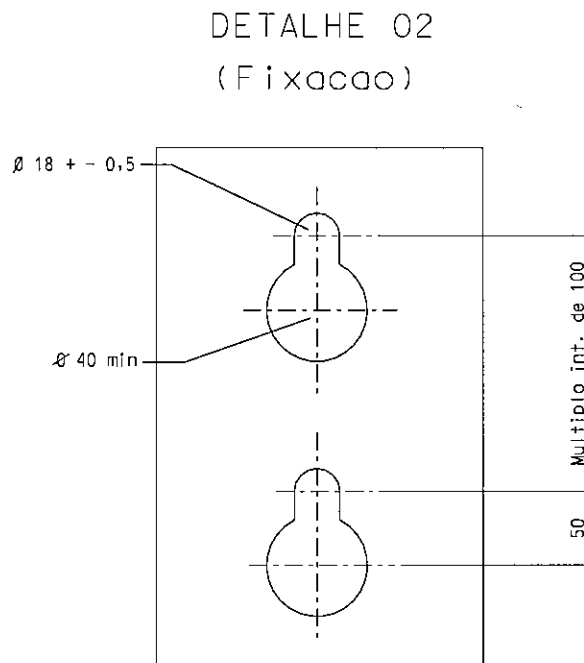 DETALHE 02
(Fixacao)
Ø 18 + - 0,5
Ø 40 min
Multiplo int. de 100
50